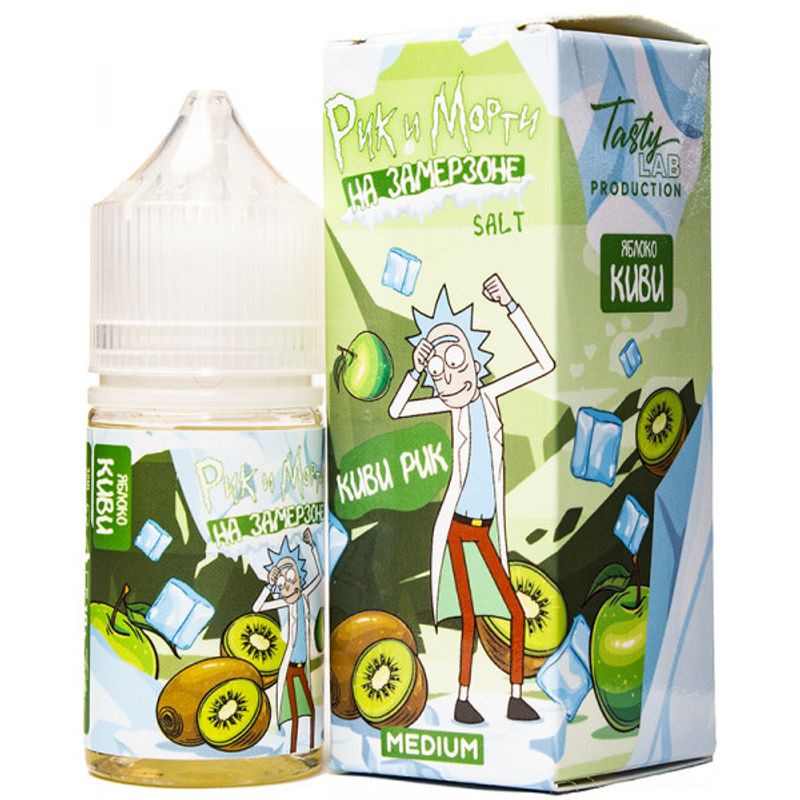 Рик и Морти
на замерзоне
SALT
КИВИ РИК
MEDIUM
Tasty
LAB
PRODUCTION
ЯБЛОКО
КИВИ
Рик и Морти
на замерзоне
ЯБЛОКО
КИВИ